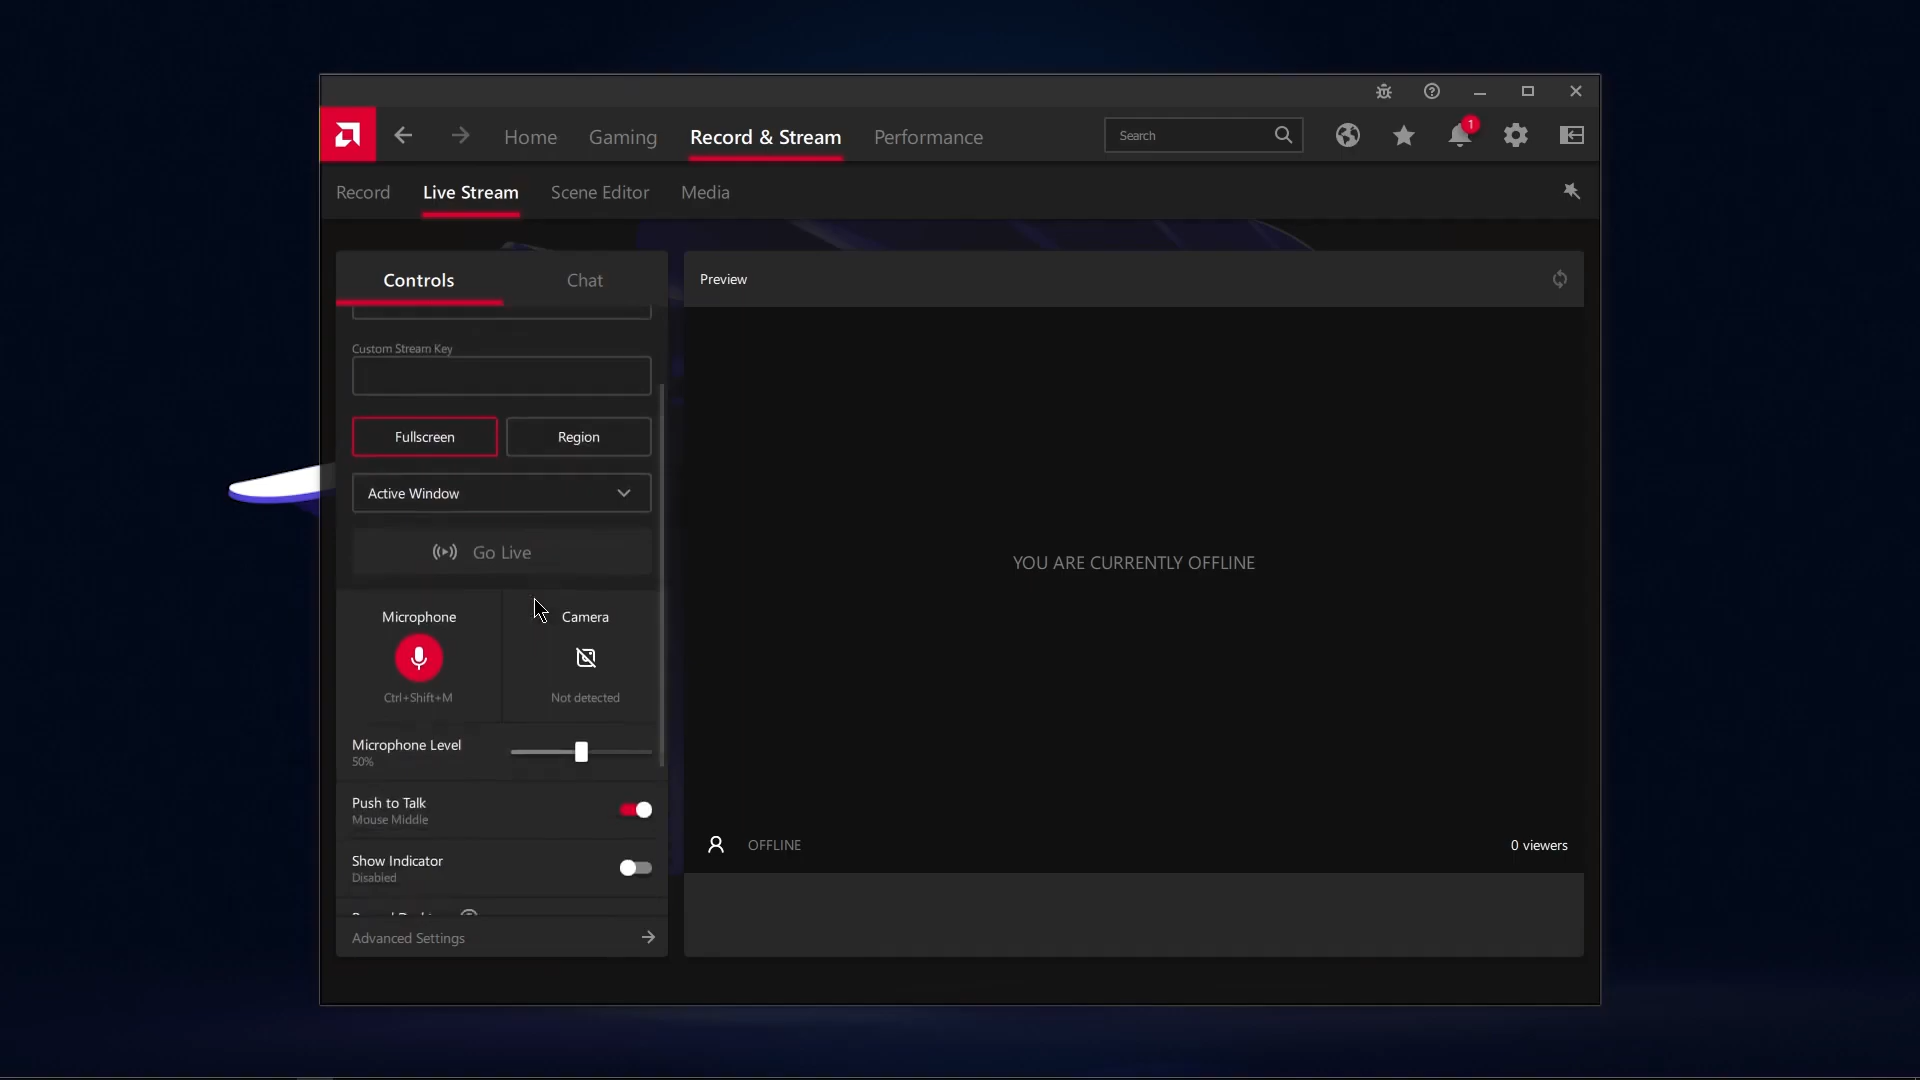 Home
Gaming
Record & Stream
Performance
Search
1
Record
Live Stream
Scene Editor
Media
Controls
Chat
Custom Stream Key
Fullscreen
Region
Active Window
Go Live
Microphone
Ctrl+Shift+M
Camera
Not detected
Microphone Level
50%
Push to Talk
Mouse Middle
Show Indicator
Disabled
Advanced Settings
Preview
YOU ARE CURRENTLY OFFLINE
OFFLINE
0 viewers